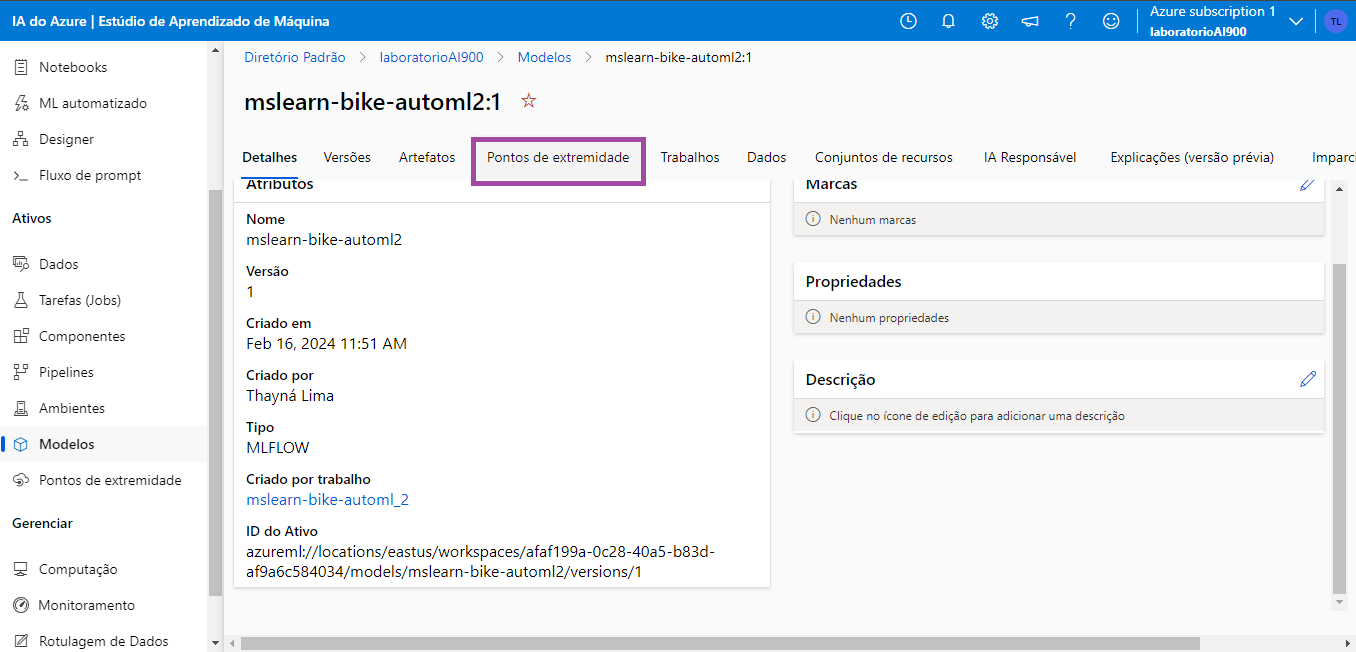 IA do Azure | Estúdio de Aprendizado de Máquina
Azure subscription 1
laboratorioAI900
TL
Notebooks
ML automatizado
Designer
Fluxo de prompt
Ativos
Dados
Tarefas (Jobs)
Componentes
Pipelines
Ambientes
Modelos
Pontos de extremidade
Gerenciar
Computação
Monitoramento
Rotulagem de Dados
Diretório Padrão > laboratorioAI900 > Modelos > mslearn-bike-automl2:1
mslearn-bike-automl2:1
Detalhes Versões Artefatos Pontos de extremidade Trabalhos Dados Conjuntos de recursos IA Responsável Explicações (versão prévia) Imparci
Atributos
Nome
mslearn-bike-automl2
Versão
1
Criado em
Feb 16, 2024 11:51 AM
Criado por
Thayná Lima
Tipo
MLFLOW
Criado por trabalho
mslearn-bike-automl_2
ID do Ativo
azureml://locations/eastus/workspaces/afaf199a-0c28-40a5-b83d-
af9a6c584034/models/mslearn-bike-automl2/versions/1
Marcas
Nenhum marcas
Propriedades
Nenhum propriedades
Descrição
Clique no ícone de edição para adicionar uma descrição